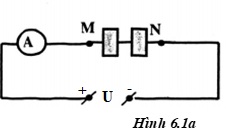 A M N
+ U -
Hình 6.1a